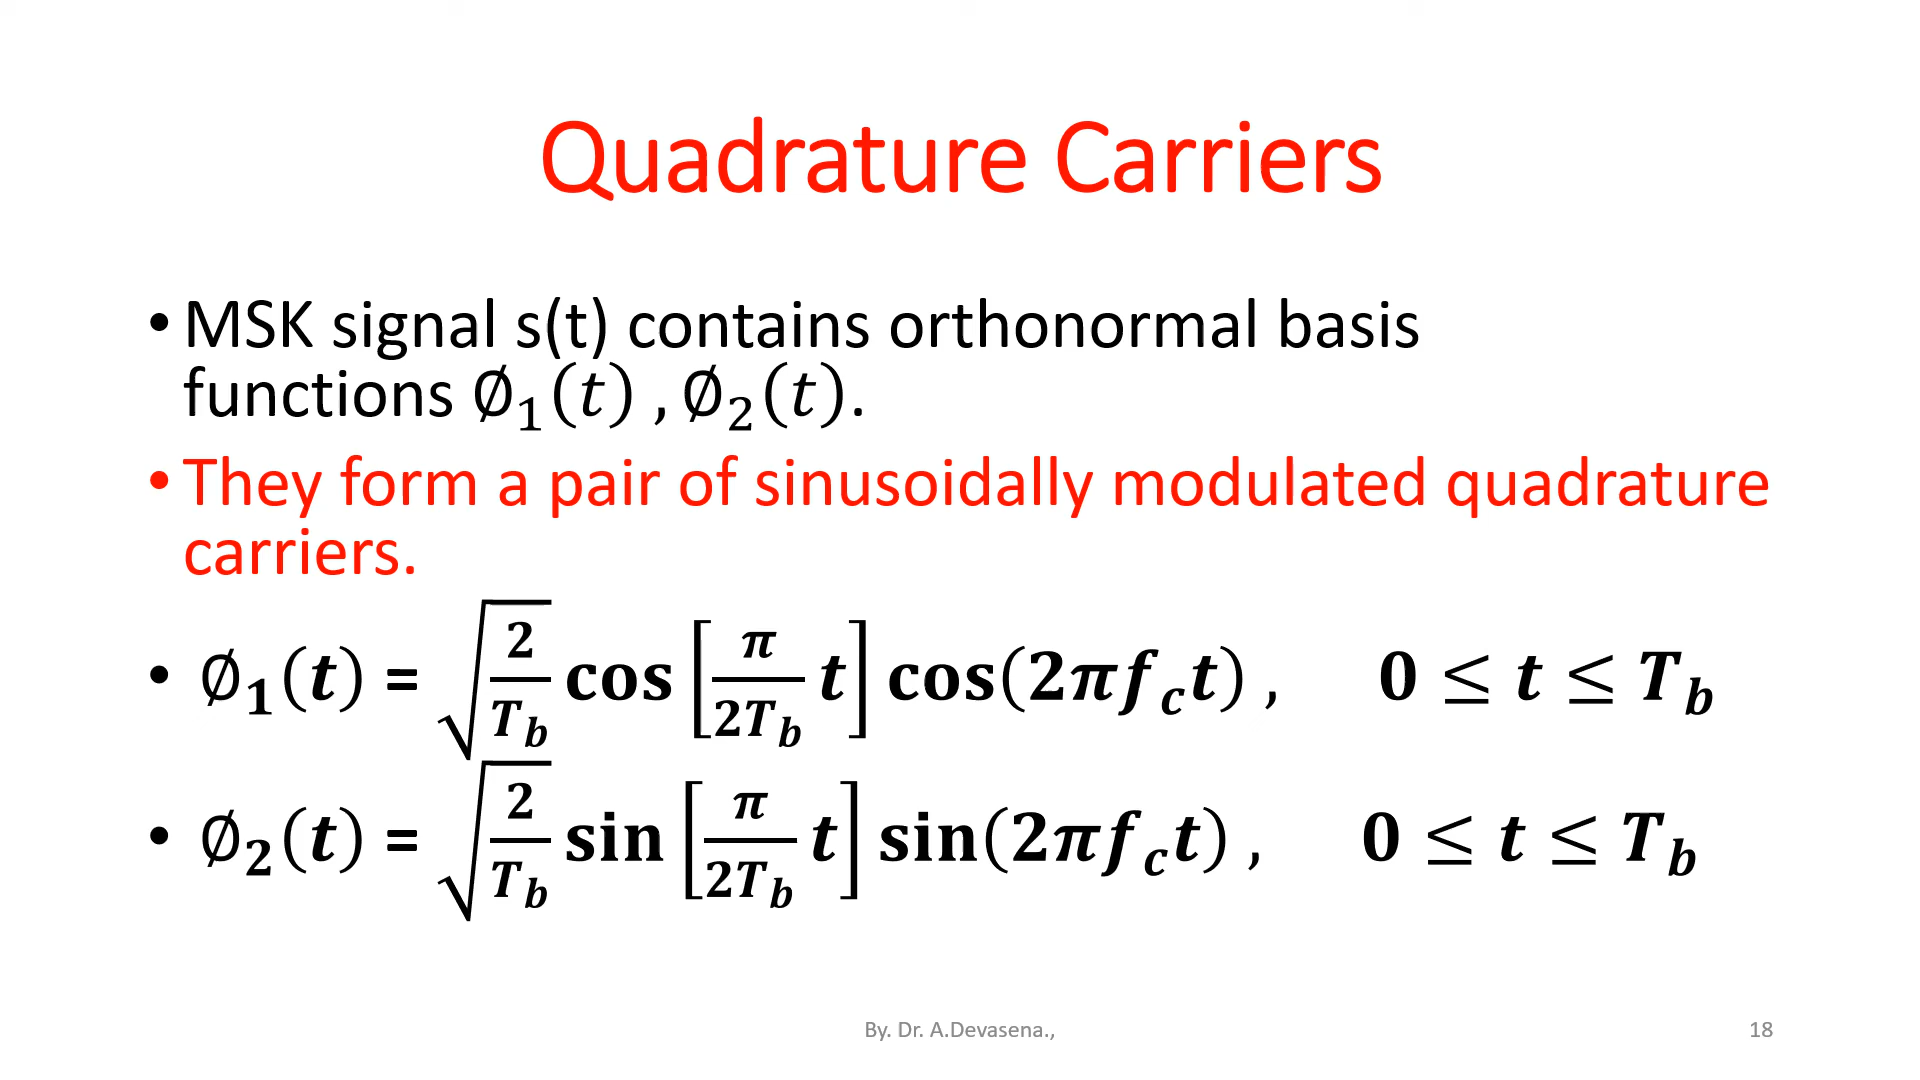 Quadrature Carriers
• MSK signal s(t) contains orthonormal basis
functions ∅₁(t) , ∅₂(t).
• They form a pair of sinusoidally modulated quadrature
carriers.
• ∅₁(t) = √(2/T_b) cos [π/(2T_b) t] cos(2πf_c t) , 0 ≤ t ≤ T_b
• ∅₂(t) = √(2/T_b) sin [π/(2T_b) t] sin(2πf_c t) , 0 ≤ t ≤ T_b
By. Dr. A.Devasena., 18